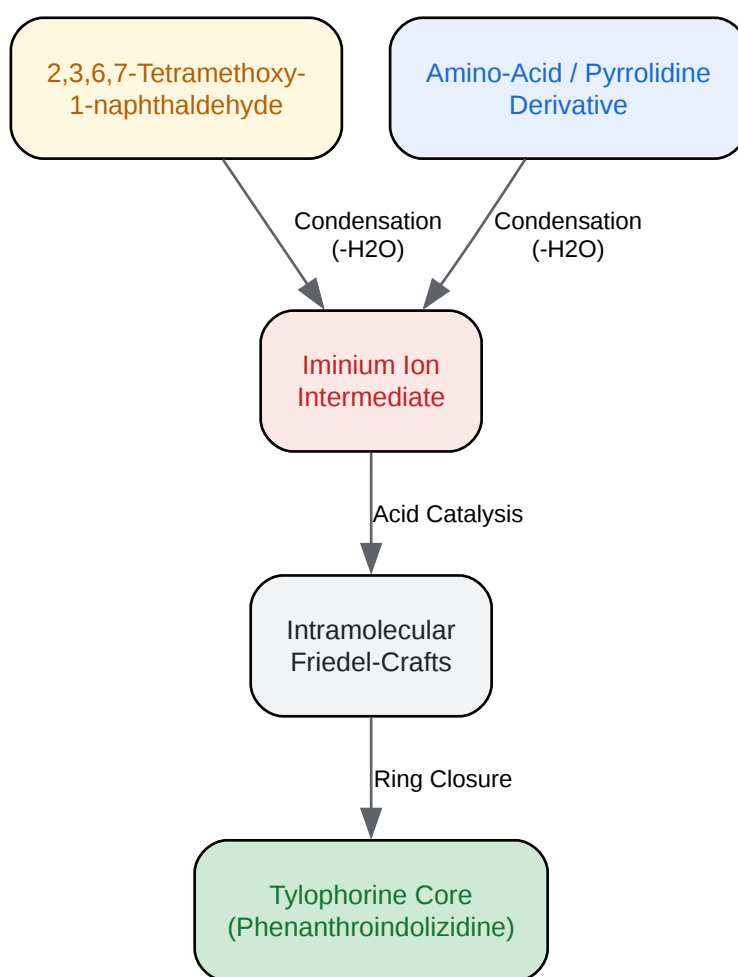 2,3,6,7-Tetramethoxy-
1-naphthaldehyde
Amino-Acid / Pyrrolidine
Derivative
Condensation
(-H2O)
Condensation
(-H2O)
Iminium Ion
Intermediate
Acid Catalysis
Intramolecular
Friedel-Crafts
Ring Closure
Tylophorine Core
(Phenanthroindolizidine)